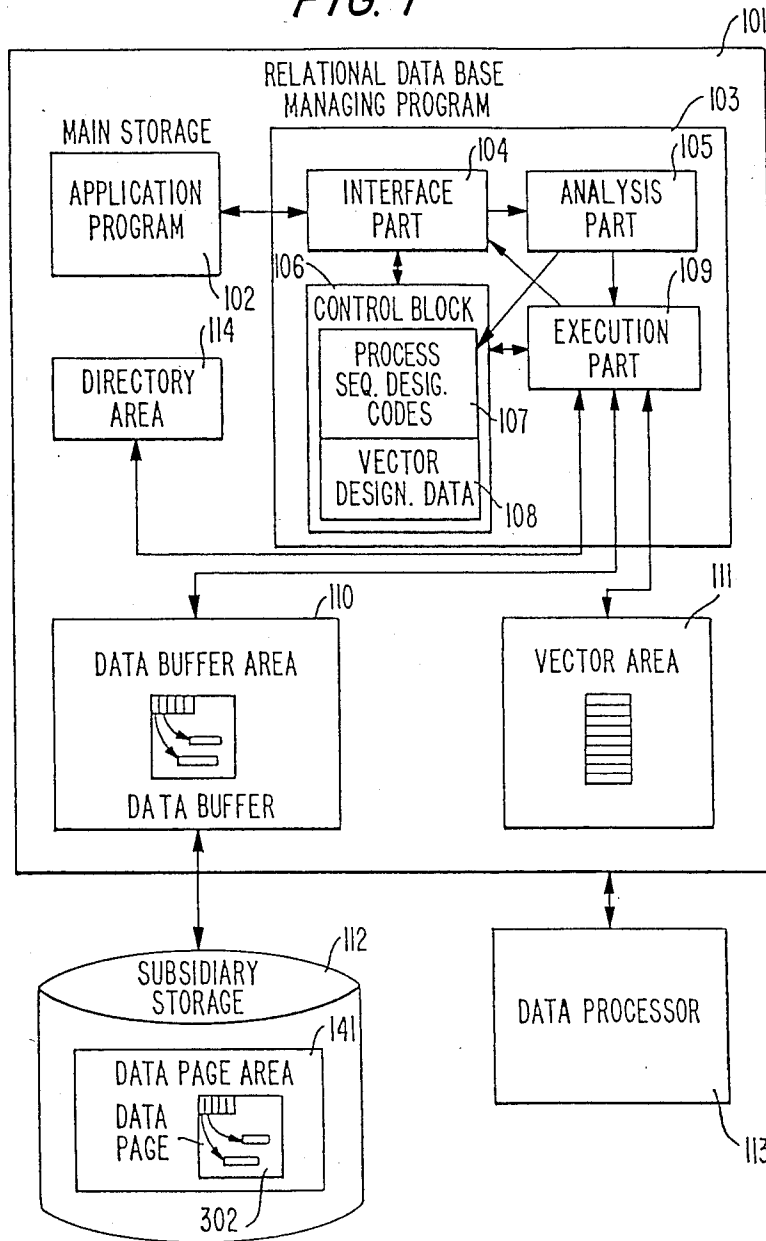 FIG. 1
101
RELATIONAL DATA BASE
MANAGING PROGRAM
103
MAIN STORAGE
104
105
APPLICATION
PROGRAM
INTERFACE
PART
ANALYSIS
PART
102
106
109
CONTROL BLOCK
114
EXECUTION
PART
DIRECTORY
AREA
PROCESS
SEQ. DESIG.
CODES
107
VECTOR
DESIGN. DATA
108
110
111
DATA BUFFER AREA
VECTOR AREA
DATA BUFFER
112
SUBSIDIARY
STORAGE
DATA PROCESSOR
141
DATA PAGE AREA
DATA
PAGE
113
302